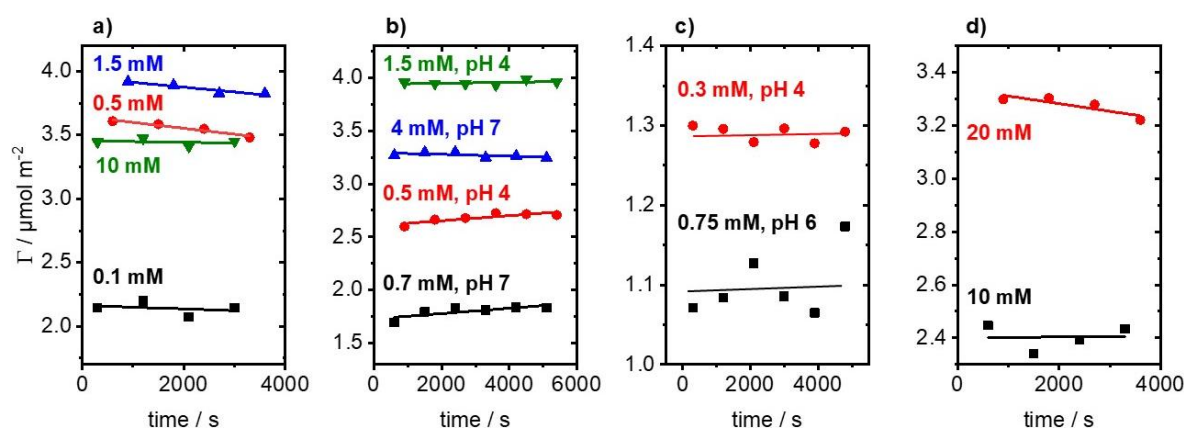 a)
b)
c)
d)
Γ / μmol m⁻²
4.0
3.5
3.0
2.5
2.0
1.5 mM
0.5 mM
10 mM
0.1 mM
0
2000
4000
time / s
4.5
4.0
3.5
3.0
2.5
2.0
1.5
1.5 mM, pH 4
4 mM, pH 7
0.5 mM, pH 4
0.7 mM, pH 7
0
2000
4000
6000
time / s
1.4
1.3
1.2
1.1
1.0
0.3 mM, pH 4
0.75 mM, pH 6
0
2000
4000
time / s
3.4
3.2
3.0
2.8
2.6
2.4
20 mM
10 mM
0
2000
4000
time / s